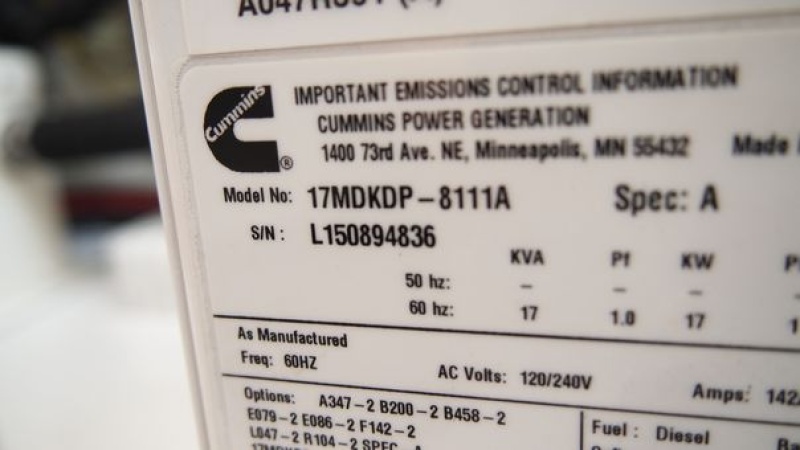 Cummins
IMPORTANT EMISSIONS CONTROL INFORMATION
CUMMINS POWER GENERATION
1400 73rd Ave. NE, Minneapolis, MN 55432 Made
Model No: 17MDKDP-8111A Spec: A
S/N: L150894836
KVA Pf KW
50 hz: - - -
60 hz: 17 1.0 17 1
As Manufactured
Freq: 60HZ AC Volts: 120/240V Amps: 142
Options: A347-2 B200-2 B458-2
E079-2 E086-2 F142-2
L047-2 R104-2 SPEC
Fuel: Diesel